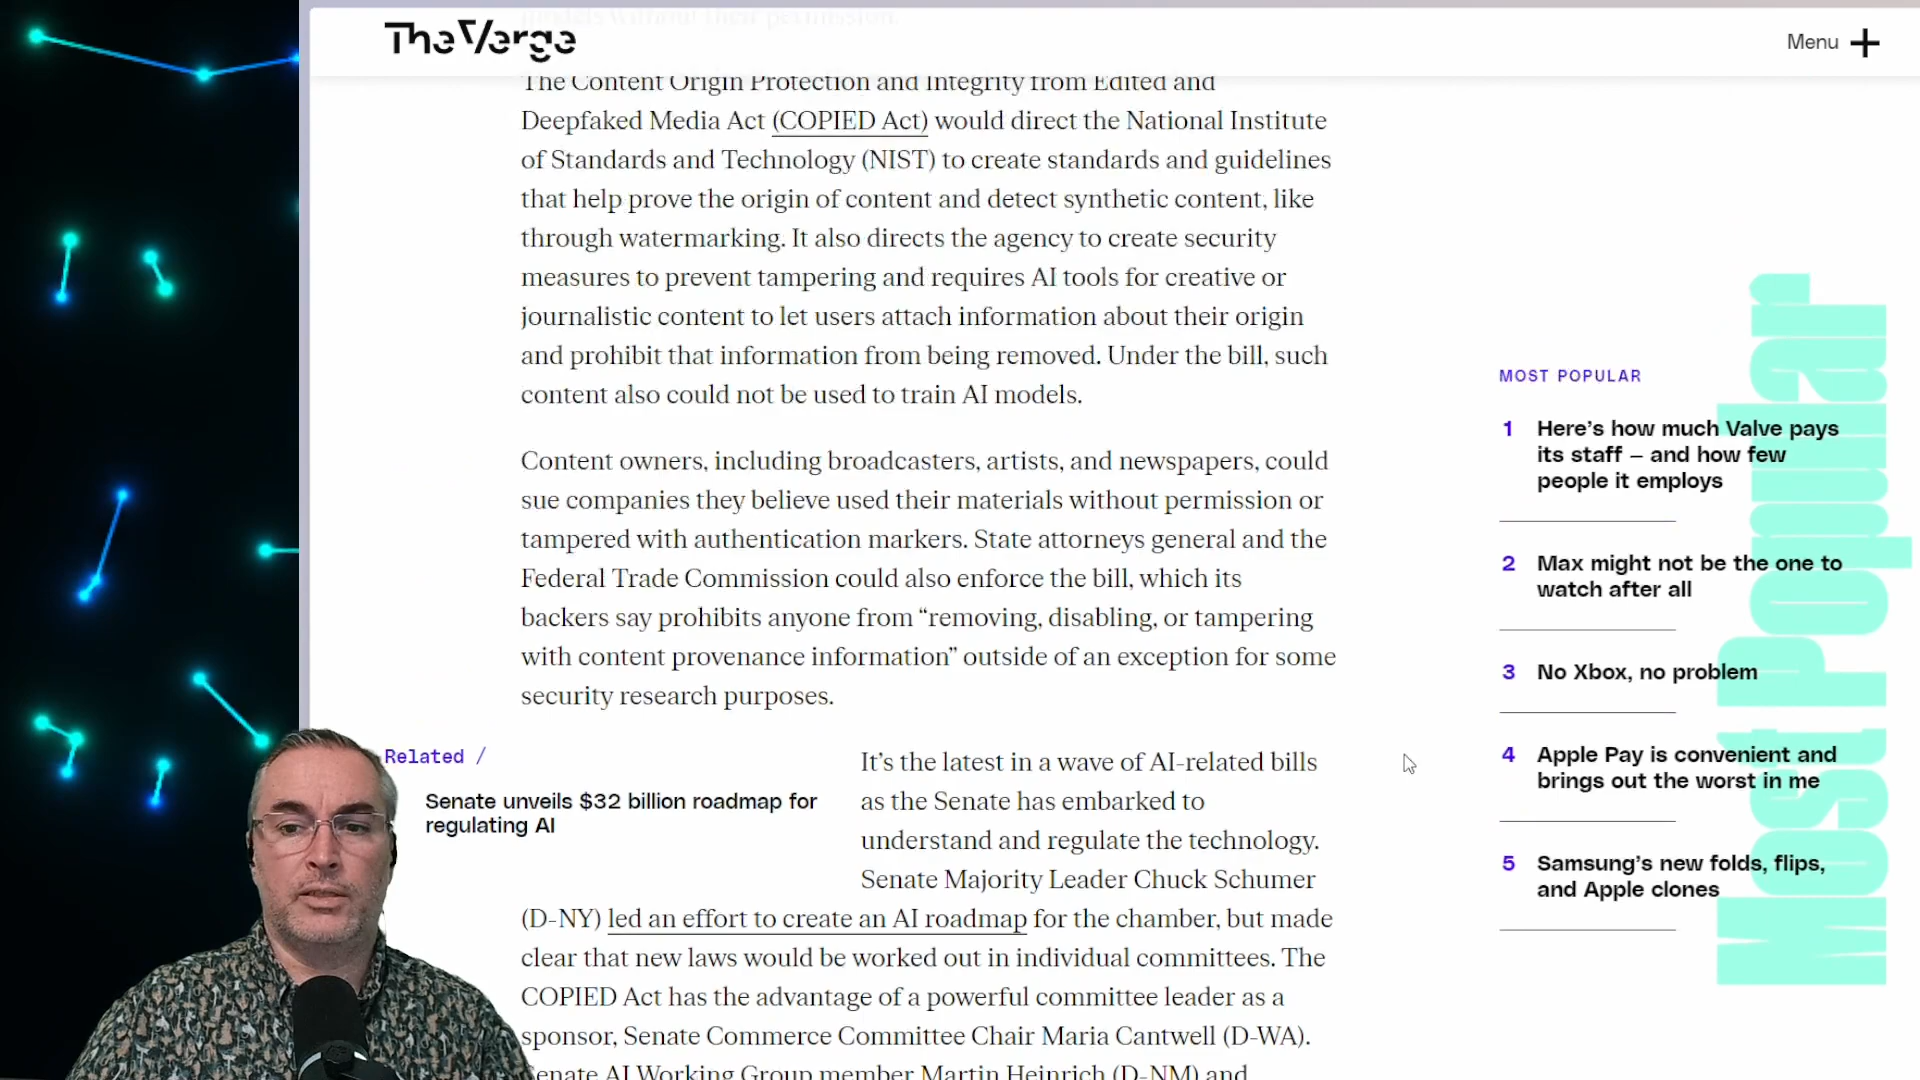 models without their permission.
The Verge
Menu
The Content Origin Protection and Integrity from Edited and
Deepfaked Media Act (COPIED Act) would direct the National Institute
of Standards and Technology (NIST) to create standards and guidelines
that help prove the origin of content and detect synthetic content, like
through watermarking. It also directs the agency to create security
measures to prevent tampering and requires AI tools for creative or
journalistic content to let users attach information about their origin
and prohibit that information from being removed. Under the bill, such
content also could not be used to train AI models.
Content owners, including broadcasters, artists, and newspapers, could
sue companies they believe used their materials without permission or
tampered with authentication markers. State attorneys general and the
Federal Trade Commission could also enforce the bill, which its
backers say prohibits anyone from “removing, disabling, or tampering
with content provenance information” outside of an exception for some
security research purposes.
Related /
Senate unveils $32 billion roadmap for
regulating AI
It’s the latest in a wave of AI-related bills
as the Senate has embarked to
understand and regulate the technology.
Senate Majority Leader Chuck Schumer
(D-NY) led an effort to create an AI roadmap for the chamber, but made
clear that new laws would be worked out in individual committees. The
COPIED Act has the advantage of a powerful committee leader as a
sponsor, Senate Commerce Committee Chair Maria Cantwell (D-WA).
Senate AI Working Group member Martin Heinrich (D-NM) and
MOST POPULAR
1 Here’s how much Valve pays
its staff — and how few
people it employs
2 Max might not be the one to
watch after all
3 No Xbox, no problem
4 Apple Pay is convenient and
brings out the worst in me
5 Samsung’s new folds, flips,
and Apple clones
Most Popular